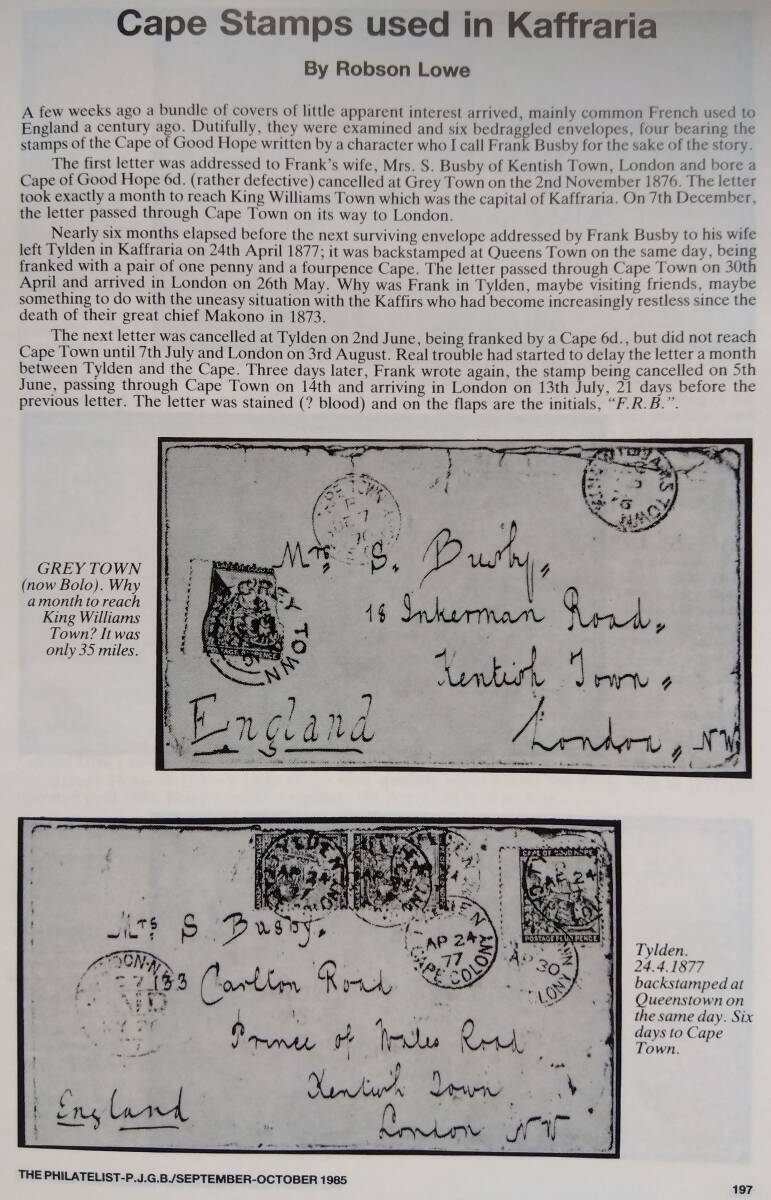 Cape Stamps used in Kaffraria
By Robson Lowe
A few weeks ago a bundle of covers of little apparent interest arrived, mainly common French used to
England a century ago. Dutifully, they were examined and six bedraggled envelopes, four bearing the
stamps of the Cape of Good Hope written by a character who I call Frank Busby for the sake of the story.
The first letter was addressed to Frank's wife, Mrs. S. Busby of Kentish Town, London and bore a
Cape of Good Hope 6d. (rather defective) cancelled at Grey Town on the 2nd November 1876. The letter
took exactly a month to reach King Williams Town which was the capital of Kaffraria. On 7th December,
the letter passed through Cape Town on its way to London.
Nearly six months elapsed before the next surviving envelope addressed by Frank Busby to his wife
left Tylden in Kaffraria on 24th April 1877; it was backstamped at Queens Town on the same day, being
franked with a pair of one penny and a fourpence Cape. The letter passed through Cape Town on 30th
April and arrived in London on 26th May. Why was Frank in Tylden, maybe visiting friends, maybe
something to do with the uneasy situation with the Kaffirs who had become increasingly restless since the
death of their great chief Makono in 1873.
The next letter was cancelled at Tylden on 2nd June, being franked by a Cape 6d., but did not reach
Cape Town until 7th July and London on 3rd August. Real trouble had started to delay the letter a month
between Tylden and the Cape. Three days later, Frank wrote again, the stamp being cancelled on 5th
June, passing through Cape Town on 14th and arriving in London on 13th July, 21 days before the
previous letter. The letter was stained (? blood) and on the flaps are the initials, "F.R.B.".
GREY TOWN
(now Bolo). Why
a month to reach
King Williams
Town? It was
only 35 miles.
GREY TOWN
Mrs S. Busby,
18 Inkerman Road,
Kentish Town,
London, NW
England
TYLDEN
AP 24
77
TYLDEN
AP 24
77
CAPE COLONY
CAPE OF GOOD HOPE
AP 24
POSTAGE FOUR PENCE
AP 30
Mrs S Busby,
133 Carlton Road
Prince of Wales Road
Kentish Town
London NW
England
Tylden.
24.4.1877
backstamped at
Queenstown on
the same day. Six
days to Cape
Town.
THE PHILATELIST-P.J.G.B./SEPTEMBER-OCTOBER 1985
197